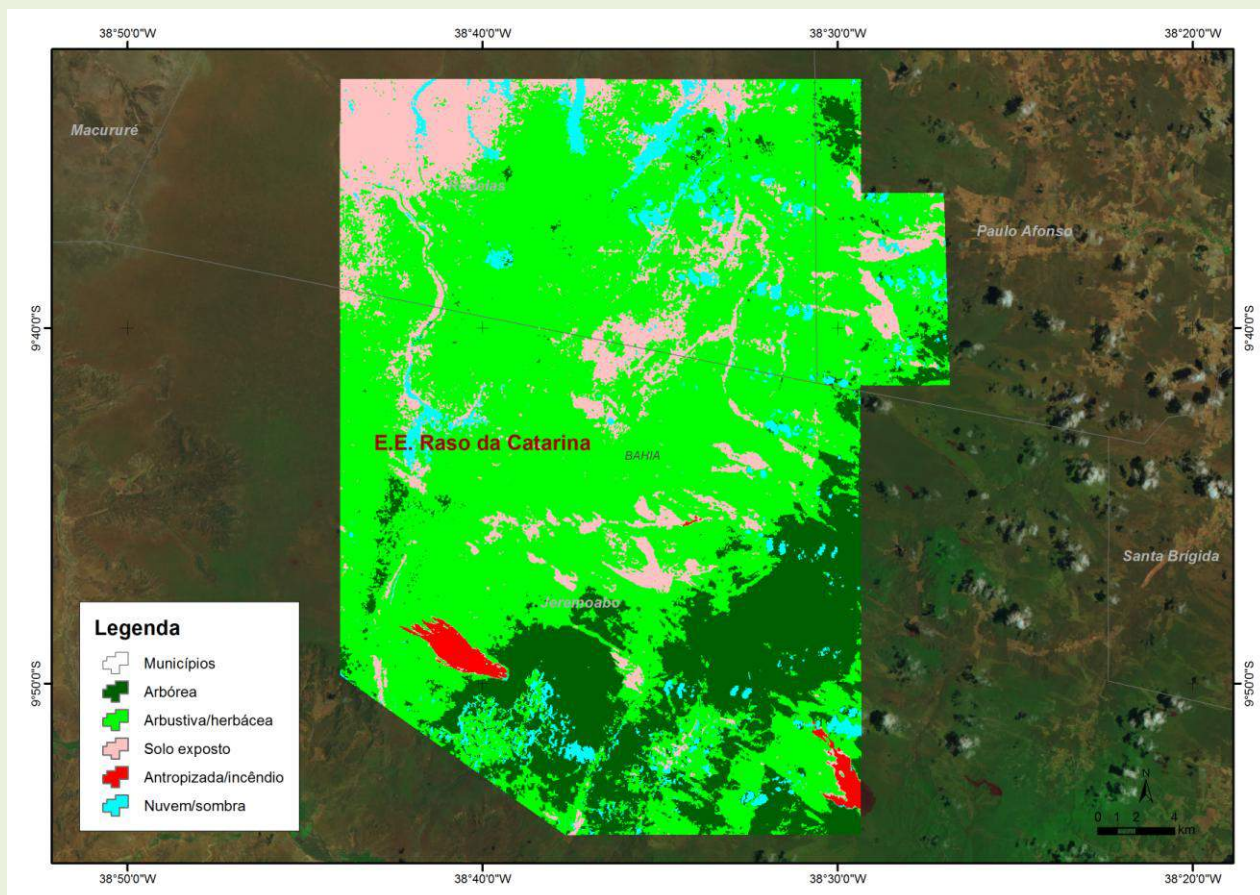 38°50'0"W
38°40'0"W
38°30'0"W
38°20'0"W
Macururé
Rodelas
Paulo Afonso
9°40'0"S
9°40'0"S
E.E. Raso da Catarina
BAHIA
Santa Brígida
Jeremoabo
Legenda
Municípios
Arbórea
Arbustiva/herbácea
Solo exposto
Antropizada/incêndio
Nuvem/sombra
9°50'0"S
9°50'0"S
N
0 1 2 4
km
38°50'0"W
38°40'0"W
38°30'0"W
38°20'0"W